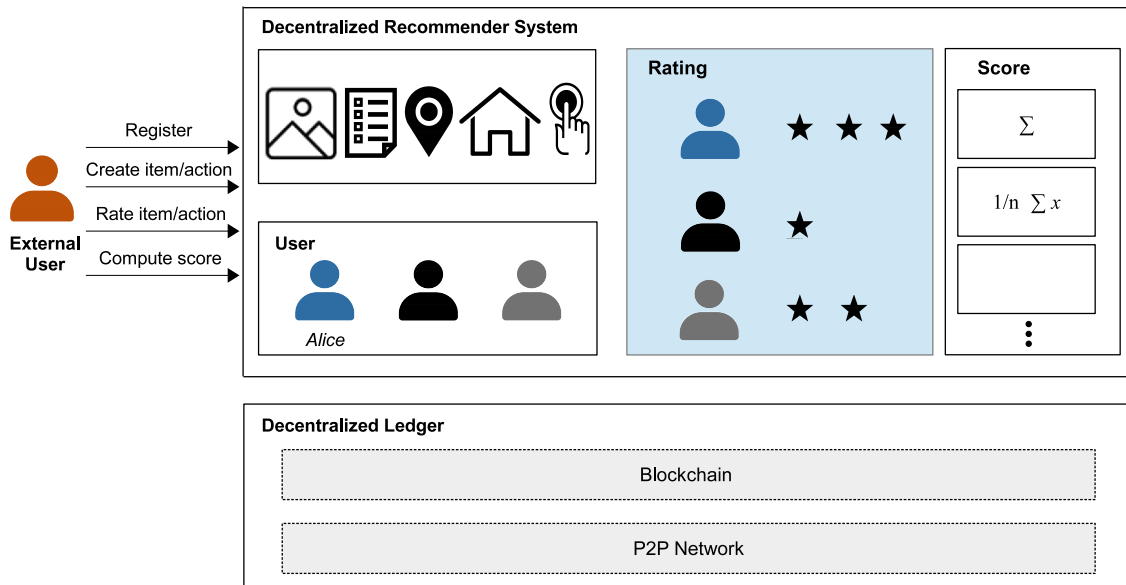 Decentralized Recommender System
Register
Create item/action
Rate item/action
Compute score
External
User
User
Alice
Rating
Score
∑
1/n ∑ x
Decentralized Ledger
Blockchain
P2P Network